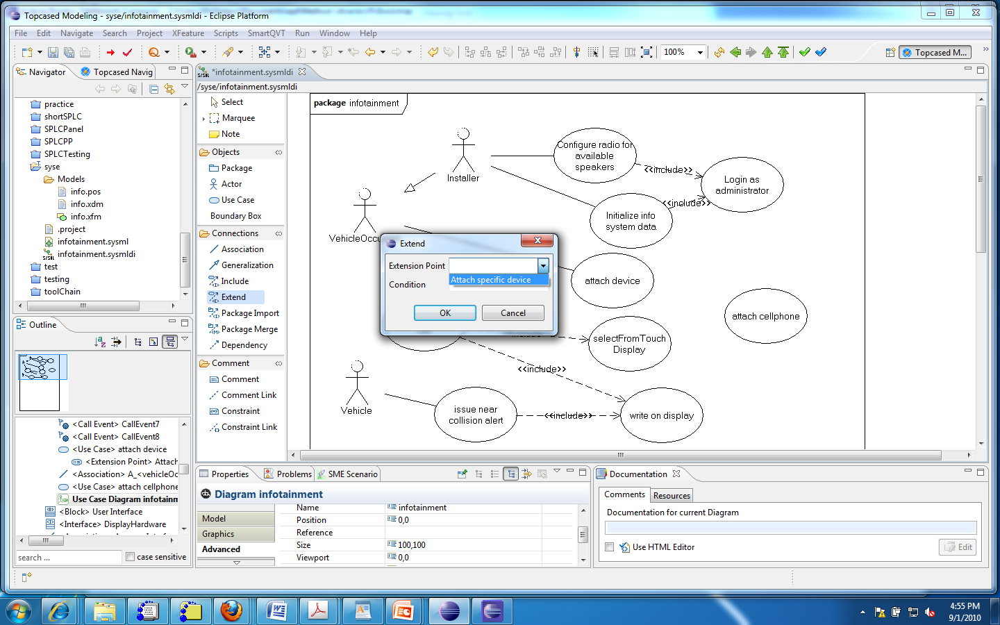 Topcased Modeling - syse/infotainment.sysmldi - Eclipse Platform
File Edit Navigate Search Project XFeature Scripts SmartQVT Run Window Help
100%
Topcased M...
Navigator
Topcased Navig
practice
shortSPLC
SPLCPanel
SPLCPP
SPLCTesting
syse
Models
info.pos
info.xdm
info.xfm
.project
infotainment.sysml
infotainment.sysmldi
test
testing
toolChain
*infotainment.sysmldi
/syse/infotainment.sysmldi
Select
Marquee
Note
Objects
Package
Actor
Use Case
Boundary Box
Connections
Association
Generalization
Include
Extend
Package Import
Package Merge
Dependency
Comment
Comment
Comment Link
Constraint
Constraint Link
package infotainment
Installer
Configure radio for
available
speakers
<<include>>
Login as
administrator
<<include>>
Initialize info
system data
VehicleOccu
Extend
Extension Point
Attach specific device
Condition
OK
Cancel
attach device
attach cellphone
selectFromTouch
Display
<<include>>
Vehicle
issue near
collision alert
<<include>>
write on display
Outline
<Call Event> CallEvent7
<Call Event> CallEvent8
<Use Case> attach device
<Extension Point> Attach
<Association> A_<vehicleOc
<Use Case> attach cellphone
Use Case Diagram infotainm
<Block> User Interface
<Interface> DisplayHardware
search ...
case sensitive
Properties
Problems
SME Scenario
Diagram infotainment
Model
Graphics
Advanced
Name infotainment
Position 0,0
Reference
Size 100,100
Viewport 0,0
Documentation
Comments
Resources
Documentation for current Diagram
Use HTML Editor
Edit
4:55 PM
9/1/2010